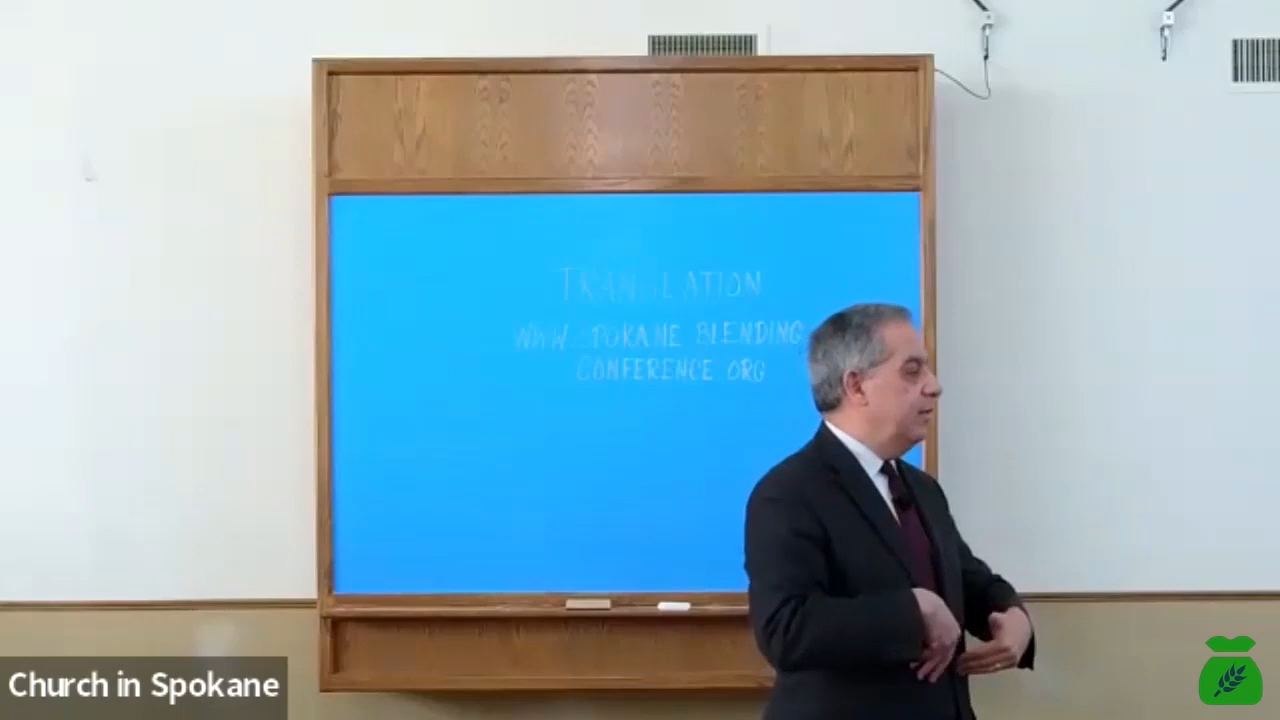 TRANSLATION
WWW.SPOKANE BLENDING
CONFERENCE.ORG
Church in Spokane